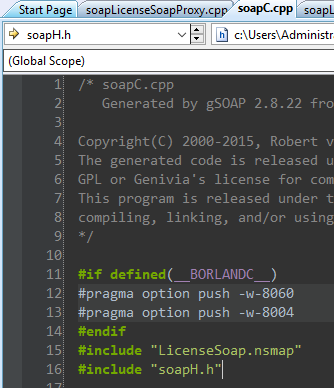 Start Page soapLicenseSoapProxy.cpp soapC.cpp soapL
soapH.h c:\Users\Administra
(Global Scope)
1 /* soapC.cpp
2 Generated by gSOAP 2.8.22 fro
3
4 Copyright(C) 2000-2015, Robert v
5 The generated code is released u
6 GPL or Genivia's license for com
7 This program is released under t
8 compiling, linking, and/or using
9 */
10
11 #if defined(__BORLANDC__)
12 #pragma option push -w-8060
13 #pragma option push -w-8004
14 #endif
15 #include "LicenseSoap.nsmap"
16 #include "soapH.h"